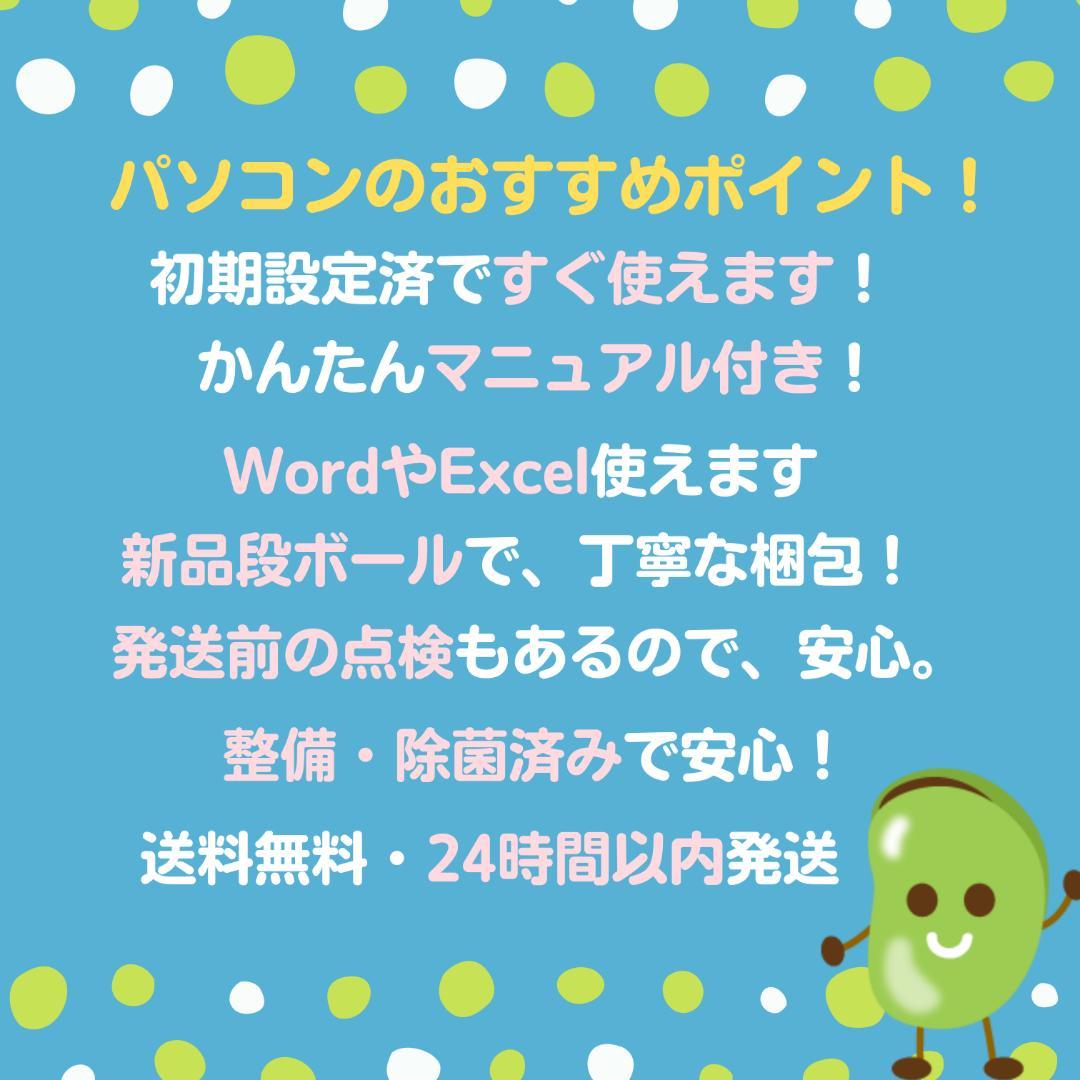 パソコンのおすすめポイント！
初期設定済ですぐ使えます！
かんたんマニュアル付き！
WordやExcel使えます
新品段ボールで、丁寧な梱包！
発送前の点検もあるので、安心。
整備・除菌済みで安心！
送料無料・24時間以内発送